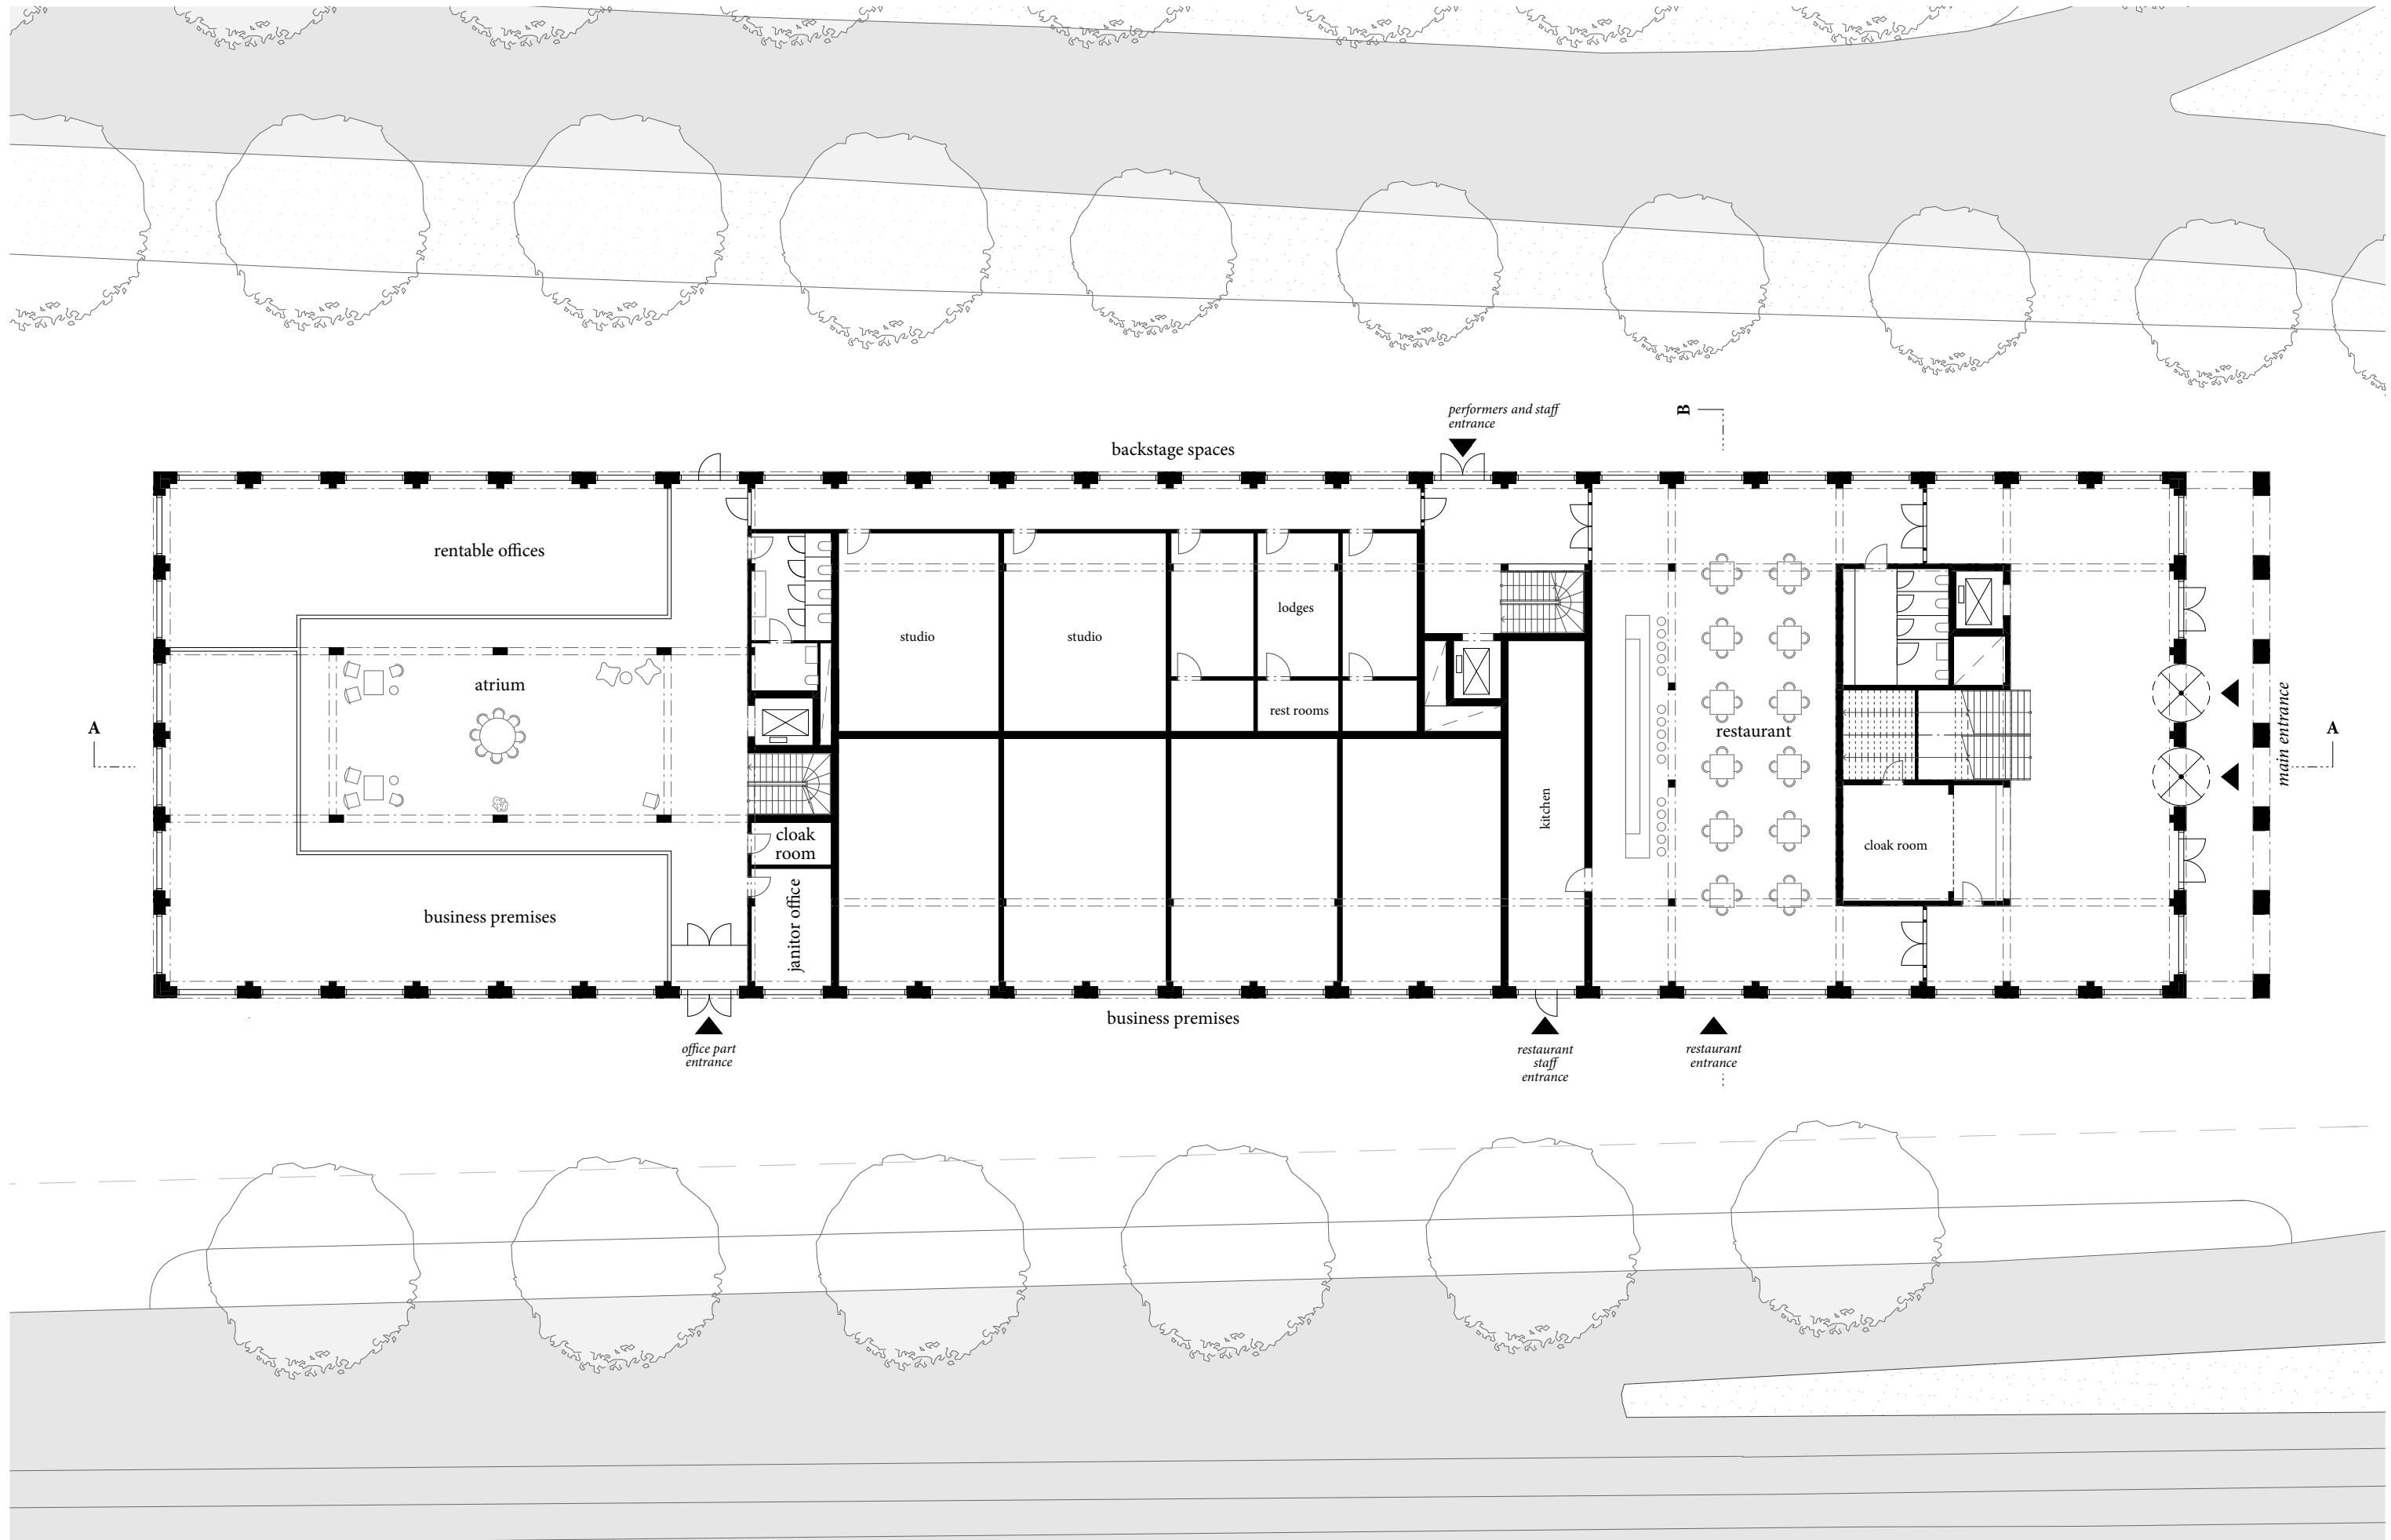 performers and staff
entrance
B
backstage spaces
rentable offices
lodges
studio
studio
atrium
main entrance
rest rooms
A
restaurant
A
kitchen
cloak
room
cloak room
business premises
janitor office
business premises
office part
entrance
restaurant
staff
entrance
restaurant
entrance